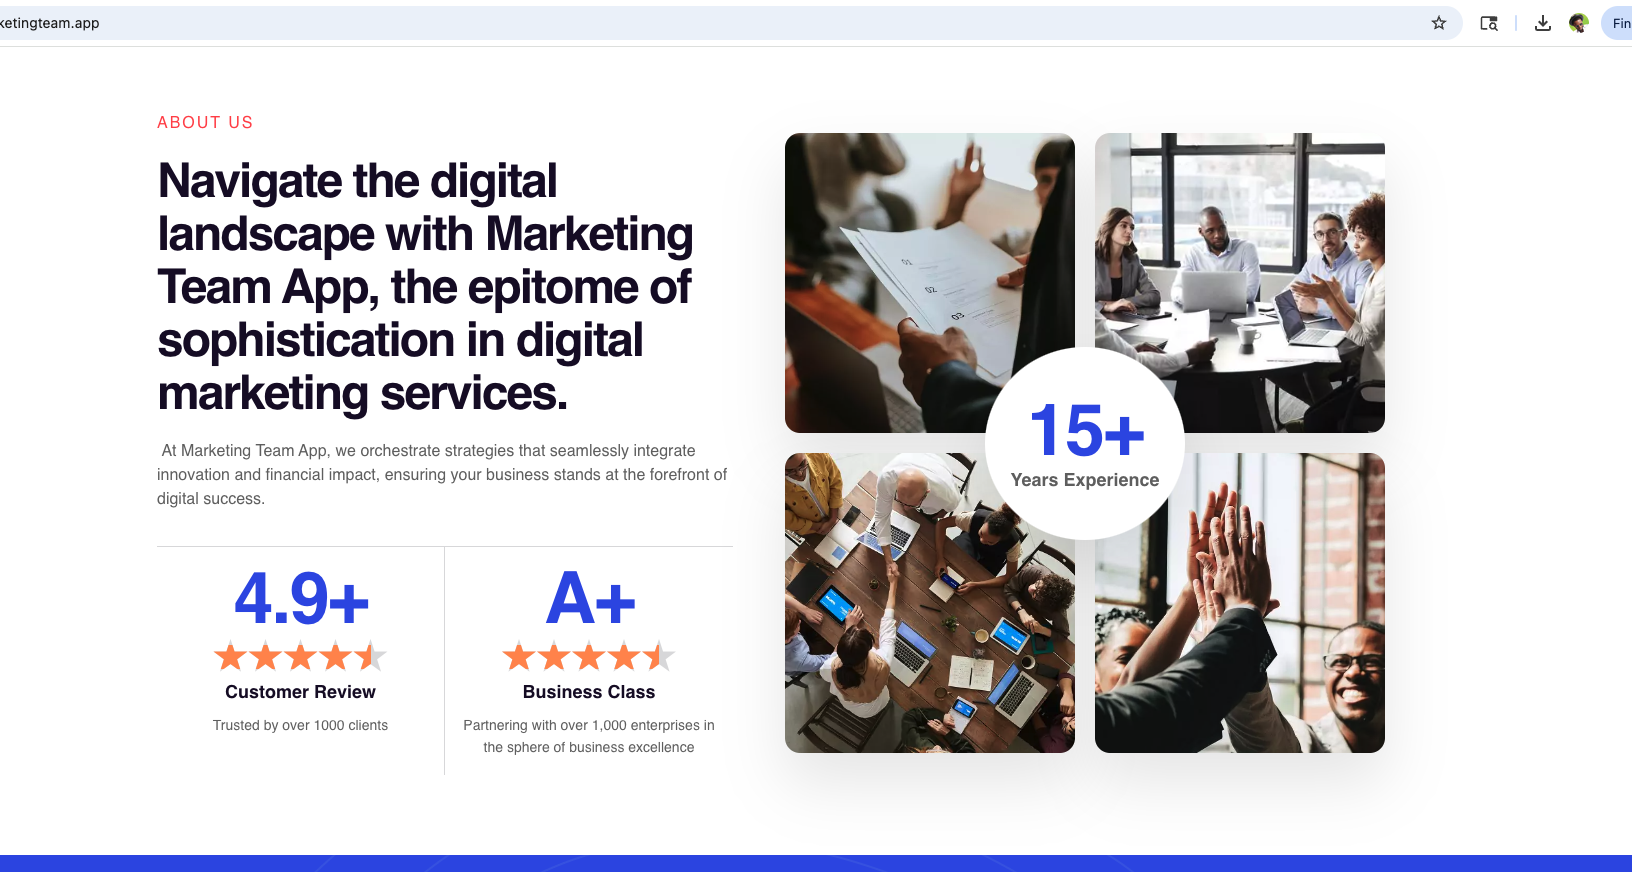 ketingteam.app
Fin
ABOUT US
Navigate the digital
landscape with Marketing
Team App, the epitome of
sophistication in digital
marketing services.
At Marketing Team App, we orchestrate strategies that seamlessly integrate
innovation and financial impact, ensuring your business stands at the forefront of
digital success.
4.9+
Customer Review
Trusted by over 1000 clients
A+
Business Class
Partnering with over 1,000 enterprises in
the sphere of business excellence
01
02
03
15+
Years Experience